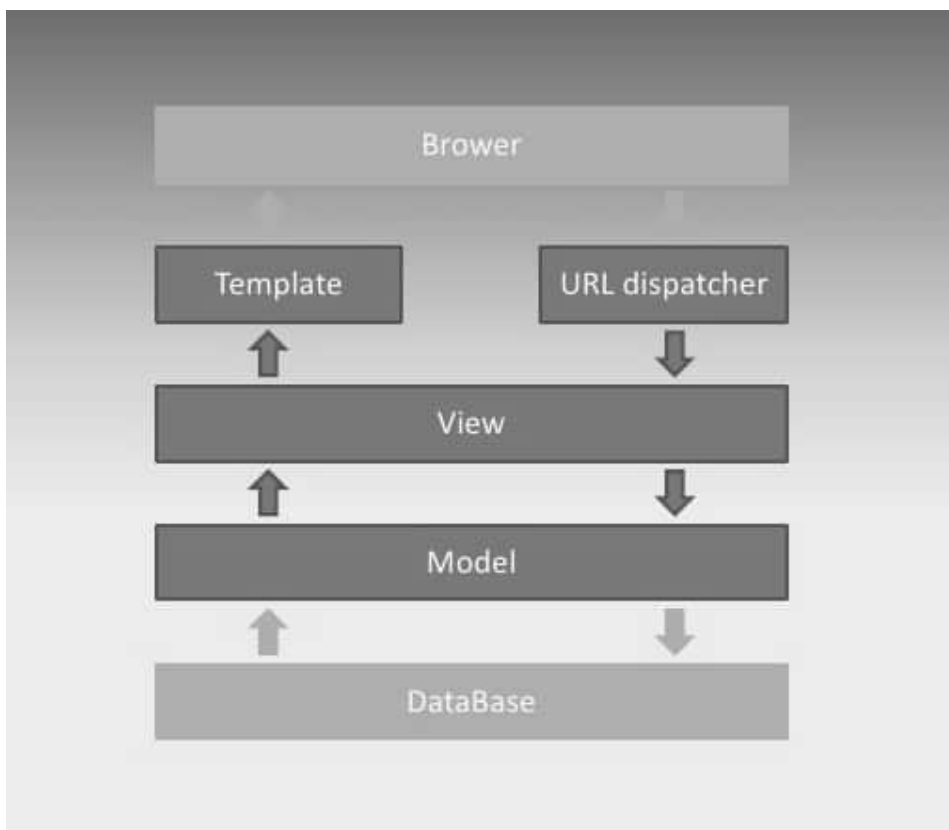 Brower
Template
URL dispatcher
View
Model
DataBase